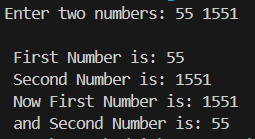 Enter two numbers: 55 1551
First Number is: 55
Second Number is: 1551
Now First Number is: 1551
and Second Number is: 55